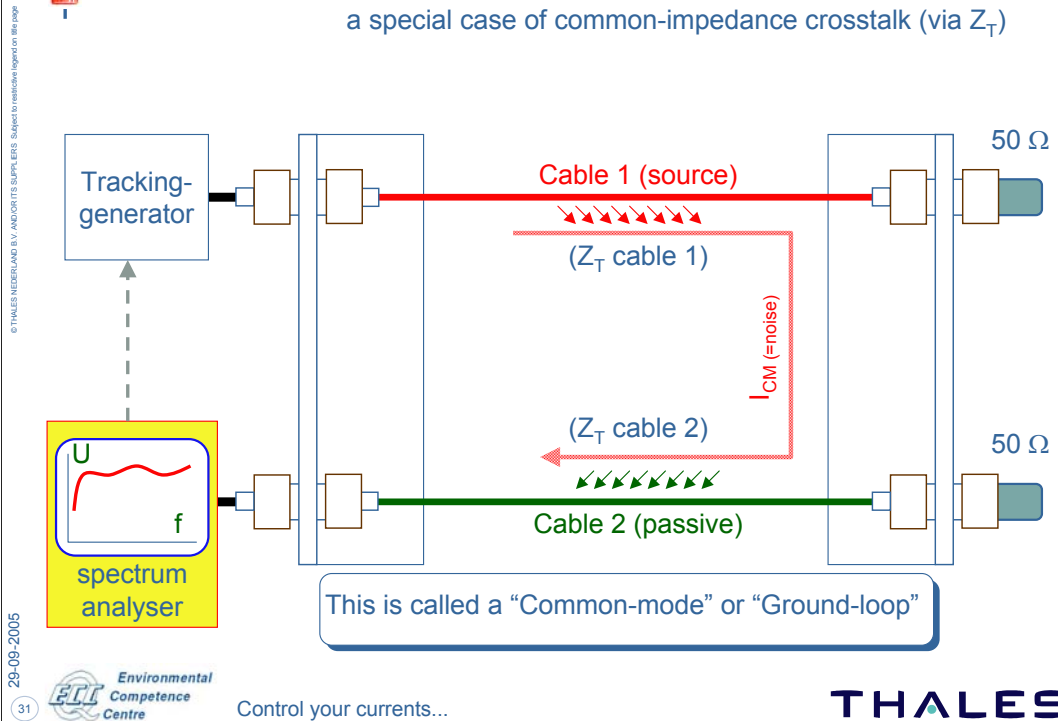 a special case of common-impedance crosstalk (via ZT)
© THALES NEDERLAND B.V. AND/OR ITS SUPPLIERS Subject to restrictive legend on title page
50 Ω
Tracking-
generator
Cable 1 (source)
(ZT cable 1)
ICM (=noise)
(ZT cable 2)
50 Ω
U
f
Cable 2 (passive)
spectrum
analyser
This is called a “Common-mode” or “Ground-loop”
29-09-2005
31
ECC
Environmental
Competence
Centre
Control your currents...
THALES